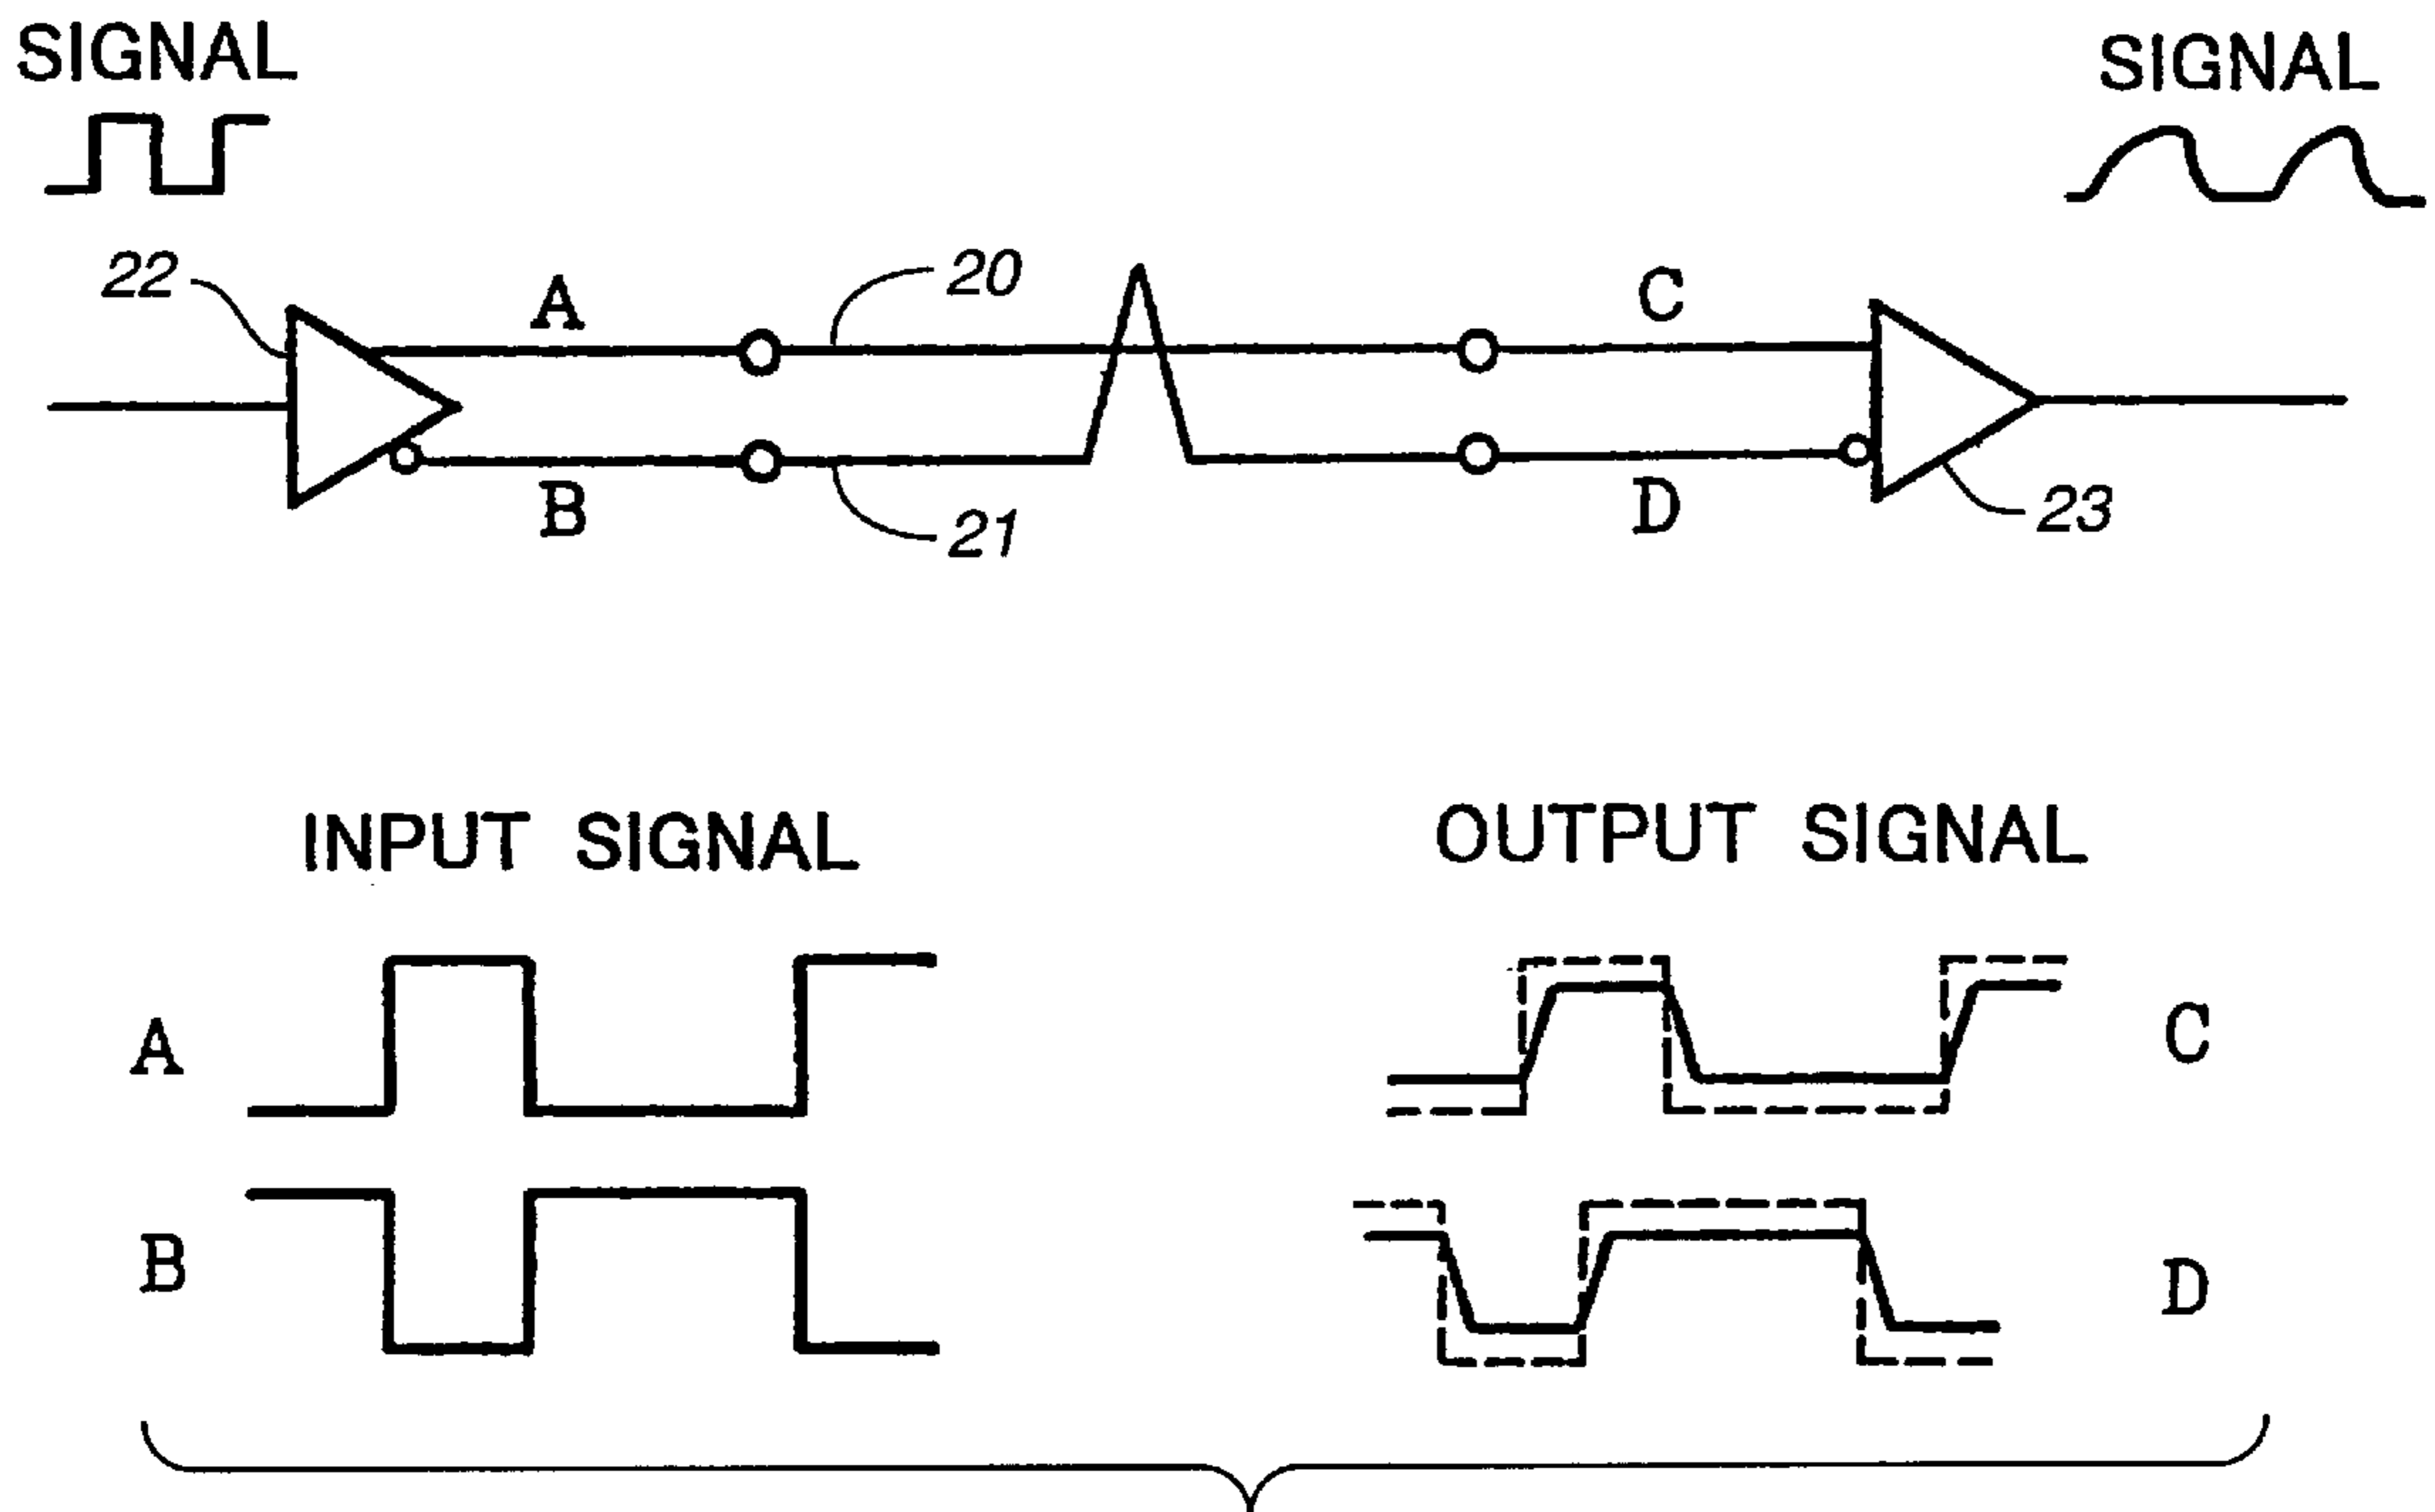 SIGNAL
SIGNAL
22
A
20
C
B
21
D
23
INPUT SIGNAL
OUTPUT SIGNAL
A
C
B
D